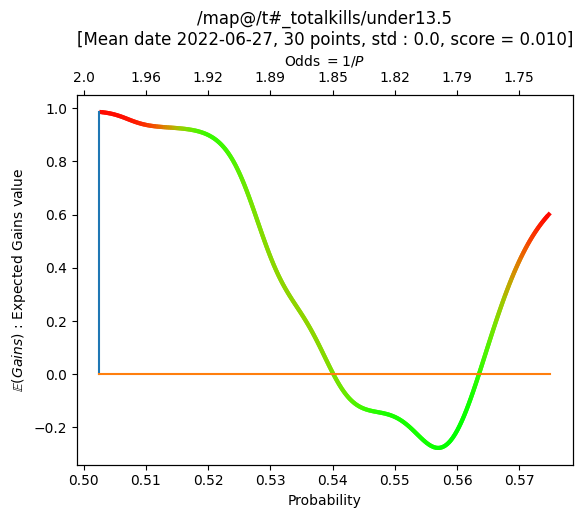 /map@/t#_totalkills/under13.5
[Mean date 2022-06-27, 30 points, std : 0.0, score = 0.010]
Odds = 1/P
2.0 1.96 1.92 1.89 1.85 1.82 1.79 1.75
1.0
0.8
0.6
0.4
0.2
0.0
−0.2
𝔼(Gains) : Expected Gains value
0.50 0.51 0.52 0.53 0.54 0.55 0.56 0.57
Probability